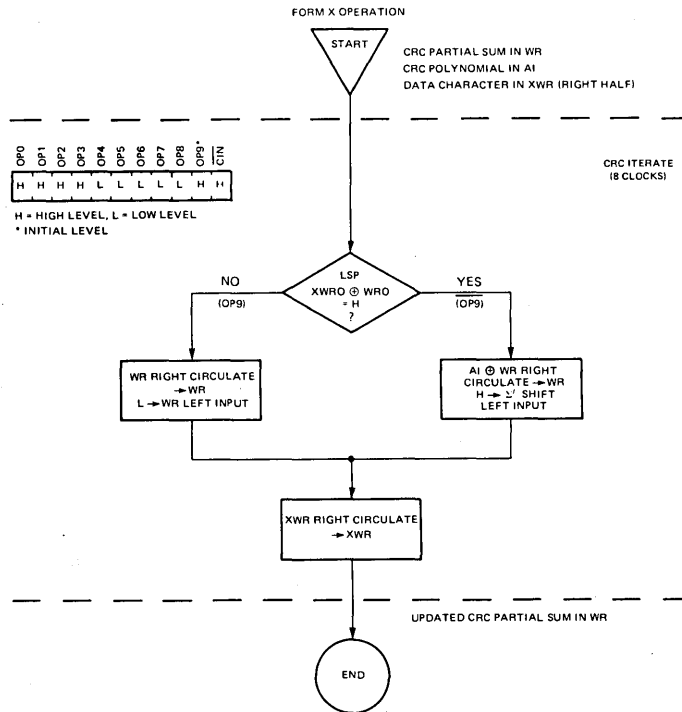 FORM X OPERATION
START
CRC PARTIAL SUM IN WR
CRC POLYNOMIAL IN AI
DATA CHARACTER IN XWR (RIGHT HALF)
OP0 OP1 OP2 OP3 OP4 OP5 OP6 OP7 OP8 OP9* CIN
H H H H L L L L L H H
H = HIGH LEVEL, L = LOW LEVEL
* INITIAL LEVEL
CRC ITERATE
(8 CLOCKS)
LSP
XWRO ⊕ WRO
= H
?
NO
(OP9)
YES
(OP9)
WR RIGHT CIRCULATE
→ WR
L → WR LEFT INPUT
AI ⊕ WR RIGHT
CIRCULATE → WR
H → Σ' SHIFT
LEFT INPUT
XWR RIGHT CIRCULATE
→ XWR
UPDATED CRC PARTIAL SUM IN WR
END